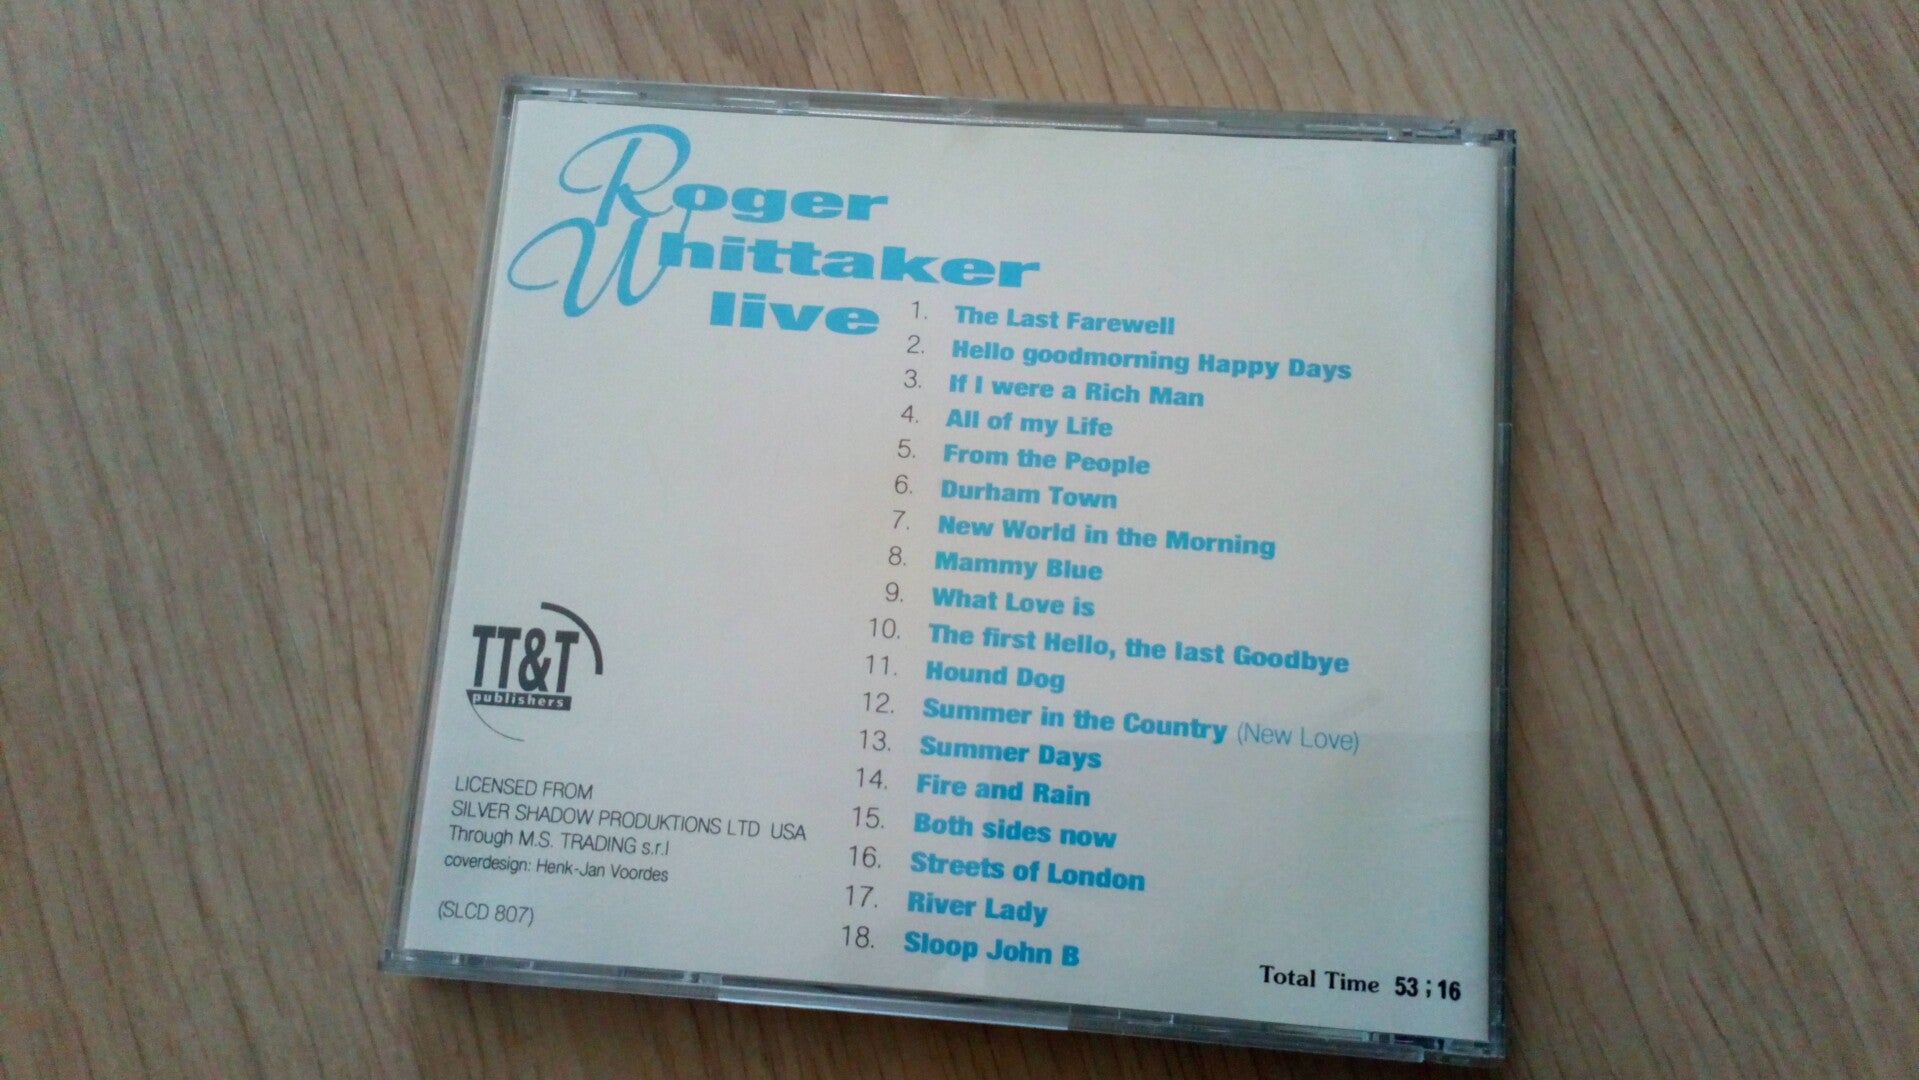 Roger
Whittaker
live
1. The Last Farewell
2. Hello goodmorning Happy Days
3. If I were a Rich Man
4. All of my Life
5. From the People
6. Durham Town
7. New World in the Morning
8. Mammy Blue
9. What Love is
10. The first Hello, the last Goodbye
11. Hound Dog
12. Summer in the Country (New Love)
13. Summer Days
14. Fire and Rain
15. Both sides now
16. Streets of London
17. River Lady
18. Sloop John B
TT&T
publishers
LICENSED FROM
SILVER SHADOW PRODUKTIONS LTD USA
Through M.S. TRADING s.r.l
coverdesign: Henk-Jan Voordes
(SLCD 807)
Total Time 53;16